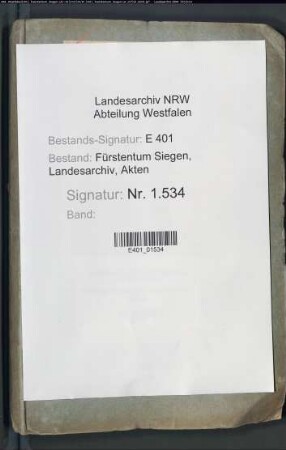 Landesarchiv NRW
Abteilung Westfalen
Bestands-Signatur: E 401
Bestand: Fürstentum Siegen,
Landesarchiv, Akten
Signatur: Nr. 1.534
Band:
E401_01534